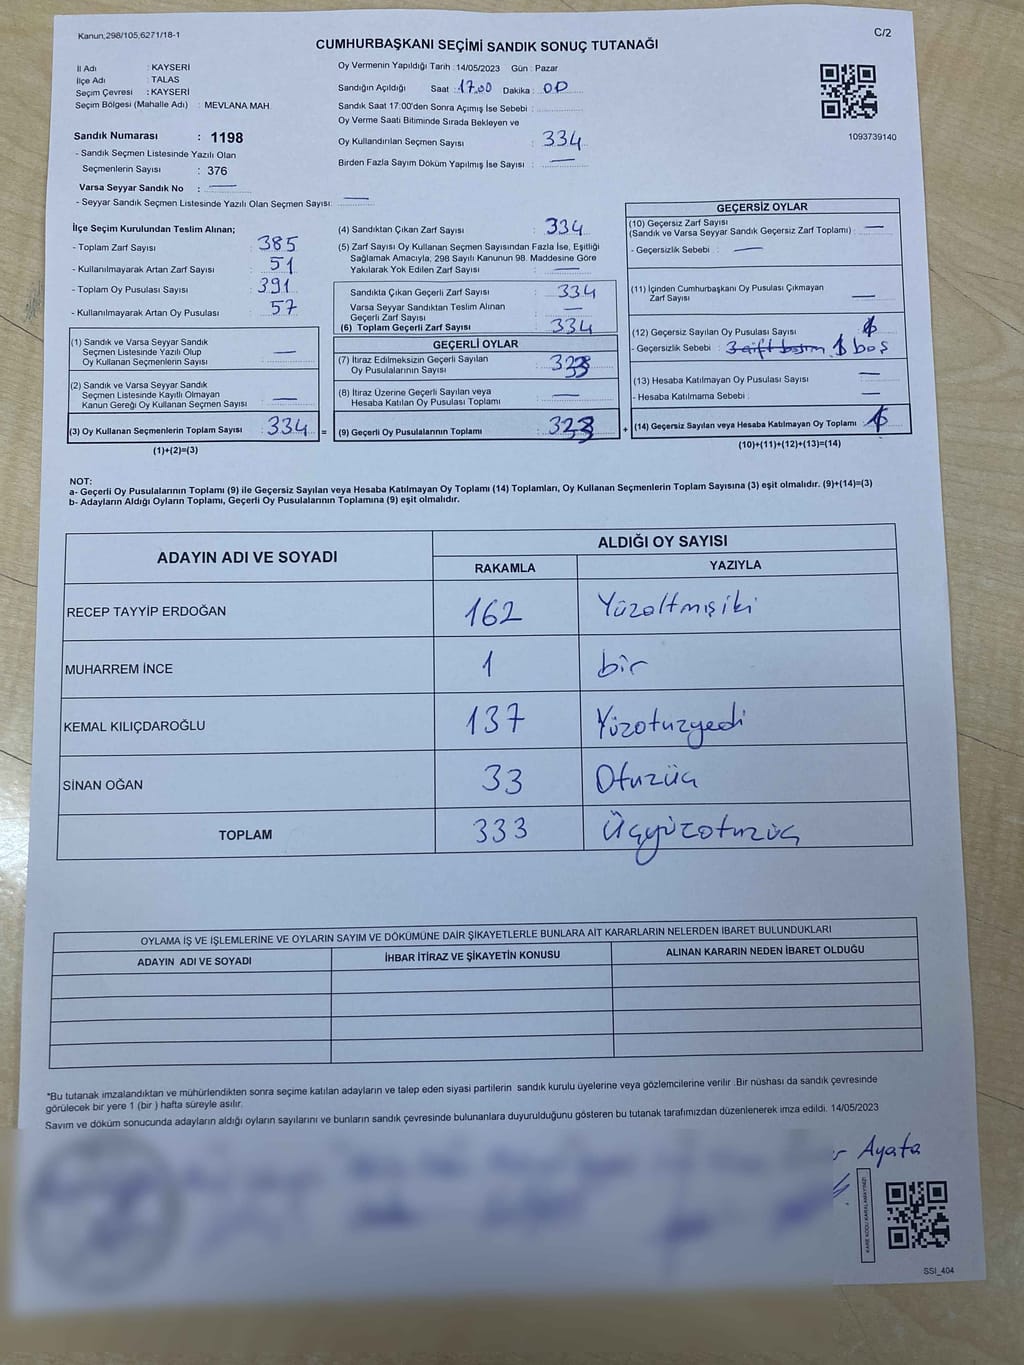 Kanun,298/105,6271/18-1
C/2
CUMHURBAŞKANI SEÇİMİ SANDIK SONUÇ TUTANAĞI
İl Adı : KAYSERİ
İlçe Adı : TALAS
Seçim Çevresi : KAYSERİ
Seçim Bölgesi (Mahalle Adı) : MEVLANA MAH.
Sandık Numarası : 1198
- Sandık Seçmen Listesinde Yazılı Olan
Seçmenlerin Sayısı : 376
Varsa Seyyar Sandık No : —
- Seyyar Sandık Seçmen Listesinde Yazılı Olan Seçmen Sayısı: —
Oy Vermenin Yapıldığı Tarih :14/05/2023 Gün : Pazar
Sandığın Açıldığı Saat :17.00 Dakika : 00
Sandık Saat 17:00'den Sonra Açımış İse Sebebi :
Oy Verme Saati Bitiminde Sırada Bekleyen ve
Oy Kullandırılan Seçmen Sayısı : 334
Birden Fazla Sayım Döküm Yapılmış İse Sayısı : —
1093739140
İlçe Seçim Kurulundan Teslim Alınan;
- Toplam Zarf Sayısı : 385
- Kullanılmayarak Artan Zarf Sayısı : 51
- Toplam Oy Pusulası Sayısı : 391
- Kullanılmayarak Artan Oy Pusulası : 57
(1) Sandık ve Varsa Seyyar Sandık
Seçmen Listesinde Yazılı Olup
Oy Kullanan Seçmenlerin Sayısı : —
(2) Sandık ve Varsa Seyyar Sandık
Seçmen Listesinde Kayıtlı Olmayan
Kanun Gereği Oy Kullanan Seçmen Sayısı : —
(3) Oy Kullanan Seçmenlerin Toplam Sayısı : 334 =
(1)+(2)=(3)
(4) Sandıktan Çıkan Zarf Sayısı : 334
(5) Zarf Sayısı Oy Kullanan Seçmen Sayısından Fazla İse, Eşitliği
Sağlamak Amacıyla, 298 Sayılı Kanunun 98. Maddesine Göre
Yakılarak Yok Edilen Zarf Sayısı : —
Sandıkta Çıkan Geçerli Zarf Sayısı : 334
Varsa Seyyar Sandıktan Teslim Alınan
Geçerli Zarf Sayısı : —
(6) Toplam Geçerli Zarf Sayısı : 334
GEÇERLİ OYLAR
(7) İtiraz Edilmeksizin Geçerli Sayılan
Oy Pusulalarının Sayısı : 333
(8) İtiraz Üzerine Geçerli Sayılan veya
Hesaba Katılan Oy Pusulası Toplamı : —
(9) Geçerli Oy Pusulalarının Toplamı : 333 +
GEÇERSİZ OYLAR
(10) Geçersiz Zarf Sayısı
(Sandık ve Varsa Seyyar Sandık Geçersiz Zarf Toplamı) : —
- Geçersizlik Sebebi : —
(11) İçinden Cumhurbaşkanı Oy Pusulası Çıkmayan
Zarf Sayısı : —
(12) Geçersiz Sayılan Oy Pusulası Sayısı : 1
- Geçersizlik Sebebi : 1 boş
(13) Hesaba Katılmayan Oy Pusulası Sayısı : —
- Hesaba Katılmama Sebebi : —
(14) Geçersiz Sayılan veya Hesaba Katılmayan Oy Toplamı : 1
(10)+(11)+(12)+(13)=(14)
NOT:
a- Geçerli Oy Pusulalarının Toplamı (9) ile Geçersiz Sayılan veya Hesaba Katılmayan Oy Toplamı (14) Toplamları, Oy Kullanan Seçmenlerin Toplam Sayısına (3) eşit olmalıdır. (9)+(14)=(3)
b- Adayların Aldığı Oyların Toplamı, Geçerli Oy Pusulalarının Toplamına (9) eşit olmalıdır.
ADAYIN ADI VE SOYADI
ALDIĞI OY SAYISI
RAKAMLA YAZIYLA
RECEP TAYYİP ERDOĞAN 162 Yüzaltmışiki
MUHARREM İNCE 1 bir
KEMAL KILIÇDAROĞLU 137 Yüzotuzyedi
SİNAN OĞAN 33 Otuzüç
TOPLAM 333 Üçyüzotuzüç
OYLAMA İŞ VE İŞLEMLERİNE VE OYLARIN SAYIM VE DÖKÜMÜNE DAİR ŞİKAYETLERLE BUNLARA AİT KARARLARIN NELERDEN İBARET BULUNDUKLARI
ADAYIN ADI VE SOYADI İHBAR İTİRAZ VE ŞİKAYETİN KONUSU ALINAN KARARIN NEDEN İBARET OLDUĞU
*Bu tutanak imzalandıktan ve mühürlendikten sonra seçime katılan adayların ve talep eden siyasi partilerin sandık kurulu üyelerine veya gözlemcilerine verilir .Bir nüshası da sandık çevresinde
görülecek bir yere 1 (bir ) hafta süreyle asılır.
Sayım ve döküm sonucunda adayların aldığı oyların sayılarını ve bunların sandık çevresinde bulunanlara duyurulduğunu gösteren bu tutanak tarafımızdan düzenlenerek imza edildi. 14/05/2023
Ayata
KARE KODU KARALAMAYINIZ!
SSI_404